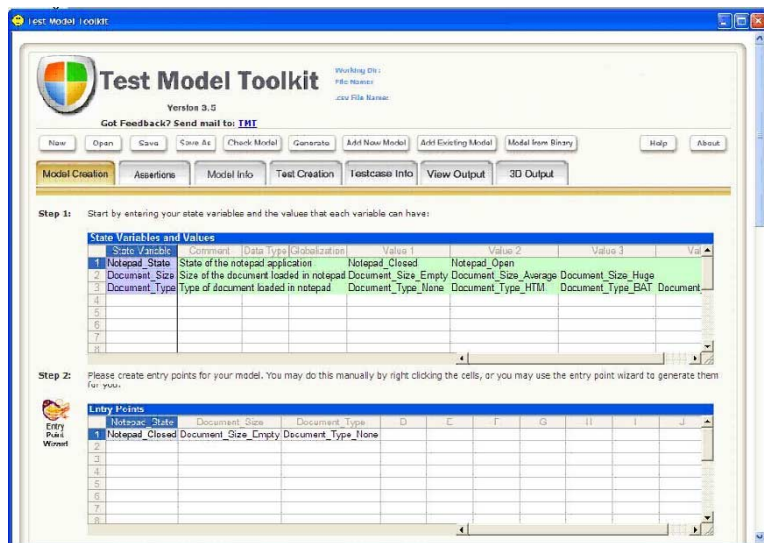 Test Model Toolkit
Test Model Toolkit
Working Dir:
File Name:
.csv File Name:
Version 3.5
Got Feedback? Send mail to: TMT
New Open Save Save As Check Model Generate Add New Model Add Existing Model Model from Binary Help About
Model Creation Assertions Model Info Test Creation Testcase Info View Output 3D Output
Step 1: Start by entering your state variables and the values that each variable can have:
State Variables and Values
State Variable Comment Data Type Globalization Value 1 Value 2 Value 3 Val
1 Notepad_State State of the notepad application Notepad_Closed Notepad_Open
2 Document_Size Size of the document loaded in notepad Document_Size_Empty Document_Size_Average Document_Size_Huge
3 Document_Type Type of document loaded in notepad Document_Type_None Document_Type_HTM Document_Type_BAT Document
4
5
6
7
8
Step 2: Please create entry points for your model. You may do this manually by right clicking the cells, or you may use the entry point wizard to generate them
for you.
Entry Points
Notepad_State Document_Size Document_Type D E F G H I J
1 Notepad_Closed Document_Size_Empty Document_Type_None
2
3
4
5
6
7
8
Entry
Point
Wizard